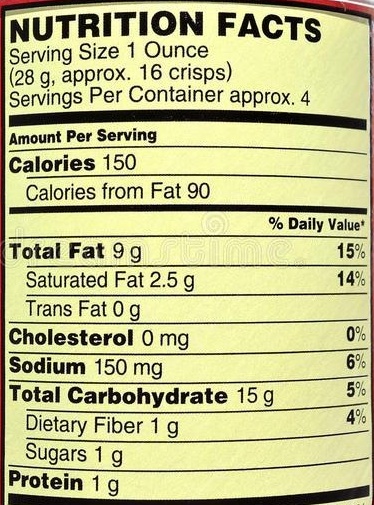 NUTRITION FACTS
Serving Size 1 Ounce
(28 g, approx. 16 crisps)
Servings Per Container approx. 4
Amount Per Serving
Calories 150
Calories from Fat 90
% Daily Value*
Total Fat 9 g 15%
Saturated Fat 2.5 g 14%
Trans Fat 0 g
Cholesterol 0 mg 0%
Sodium 150 mg 6%
Total Carbohydrate 15 g 5%
Dietary Fiber 1 g 4%
Sugars 1 g
Protein 1 g